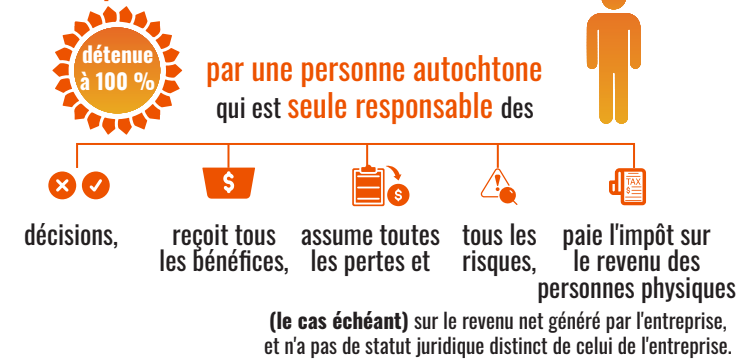 détenue
à 100 %
par une personne autochtone
qui est seule responsable des
$
$
TAX
$
décisions,
reçoit tous
les bénéfices,
assume toutes
les pertes et
tous les
risques,
paie l'impôt sur
le revenu des
personnes physiques
(le cas échéant) sur le revenu net généré par l'entreprise,
et n'a pas de statut juridique distinct de celui de l'entreprise.